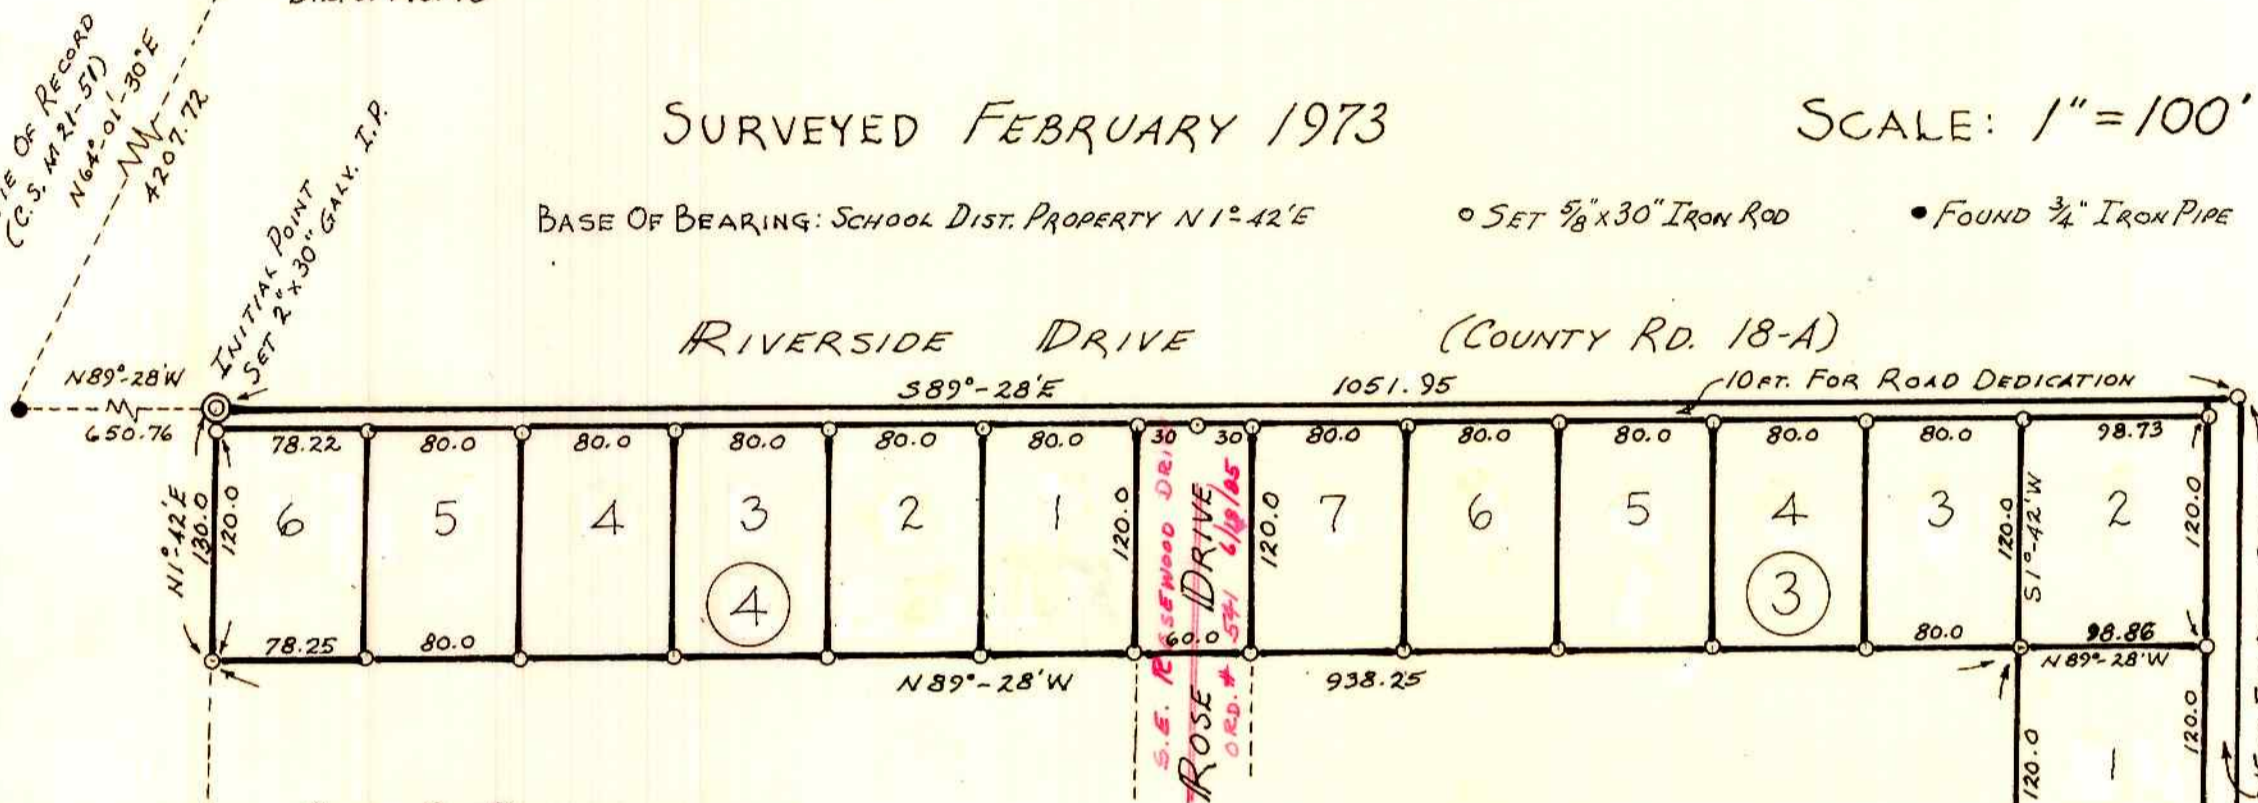 OF RECORD
(C.S. M 21-51)
N64°-01'-30"E
4207.72
INITIAL POINT
SET 2"x30" GALV. I.P.
SURVEYED FEBRUARY 1973
SCALE: 1"=100'
BASE OF BEARING: SCHOOL DIST. PROPERTY N1°-42'E
SET 5/8"x30" IRON ROD
FOUND 3/4" IRON PIPE
RIVERSIDE DRIVE (COUNTY RD. 18-A)
N89°-28'W
650.76
S89°-28'E 1051.95
10FT. FOR ROAD DEDICATION
78.22 80.0 80.0 80.0 80.0 80.0 30 30 80.0 80.0 80.0 80.0 80.0 98.73
N1°-42'E
130.0
120.0
6 5 4 3 2 1
120.0
120.0
7 6 5 4 3 2
120.0
S1°-42'W
120.0
4
3
78.25 80.0 60.0 80.0 98.86
N89°-28'W 938.25
N89°-28'W
S.E. ROSEWOOD DRIVE
ROSE DRIVE
ORD.# 541 6/18/85
120.0
1
120.0